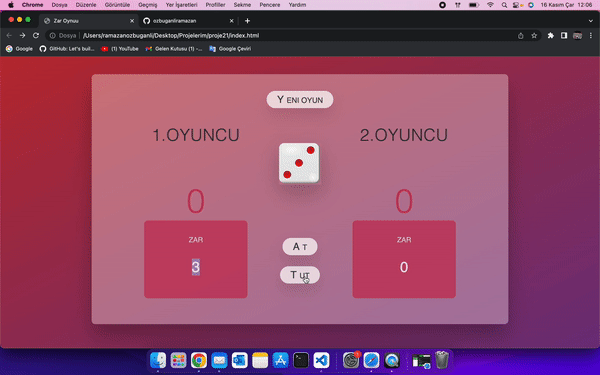 Chrome Dosya Düzenle Görüntüle Geçmiş Yer İşaretleri Profiller Sekme Pencere Yardım 16 Kasım Çar 12:06
Zar Oynuu ozbuganliramazan
Dosya /Users/ramazanozbuganli/Desktop/Projelerim/proje21/index.html
Google GitHub: Let's buil... (1) YouTube Gelen Kutusu (1) -... Google Çeviri
Y ENİ OYUN
1.OYUNCU 2.OYUNCU
0 0
ZAR ZAR
A T
3 0
T UT